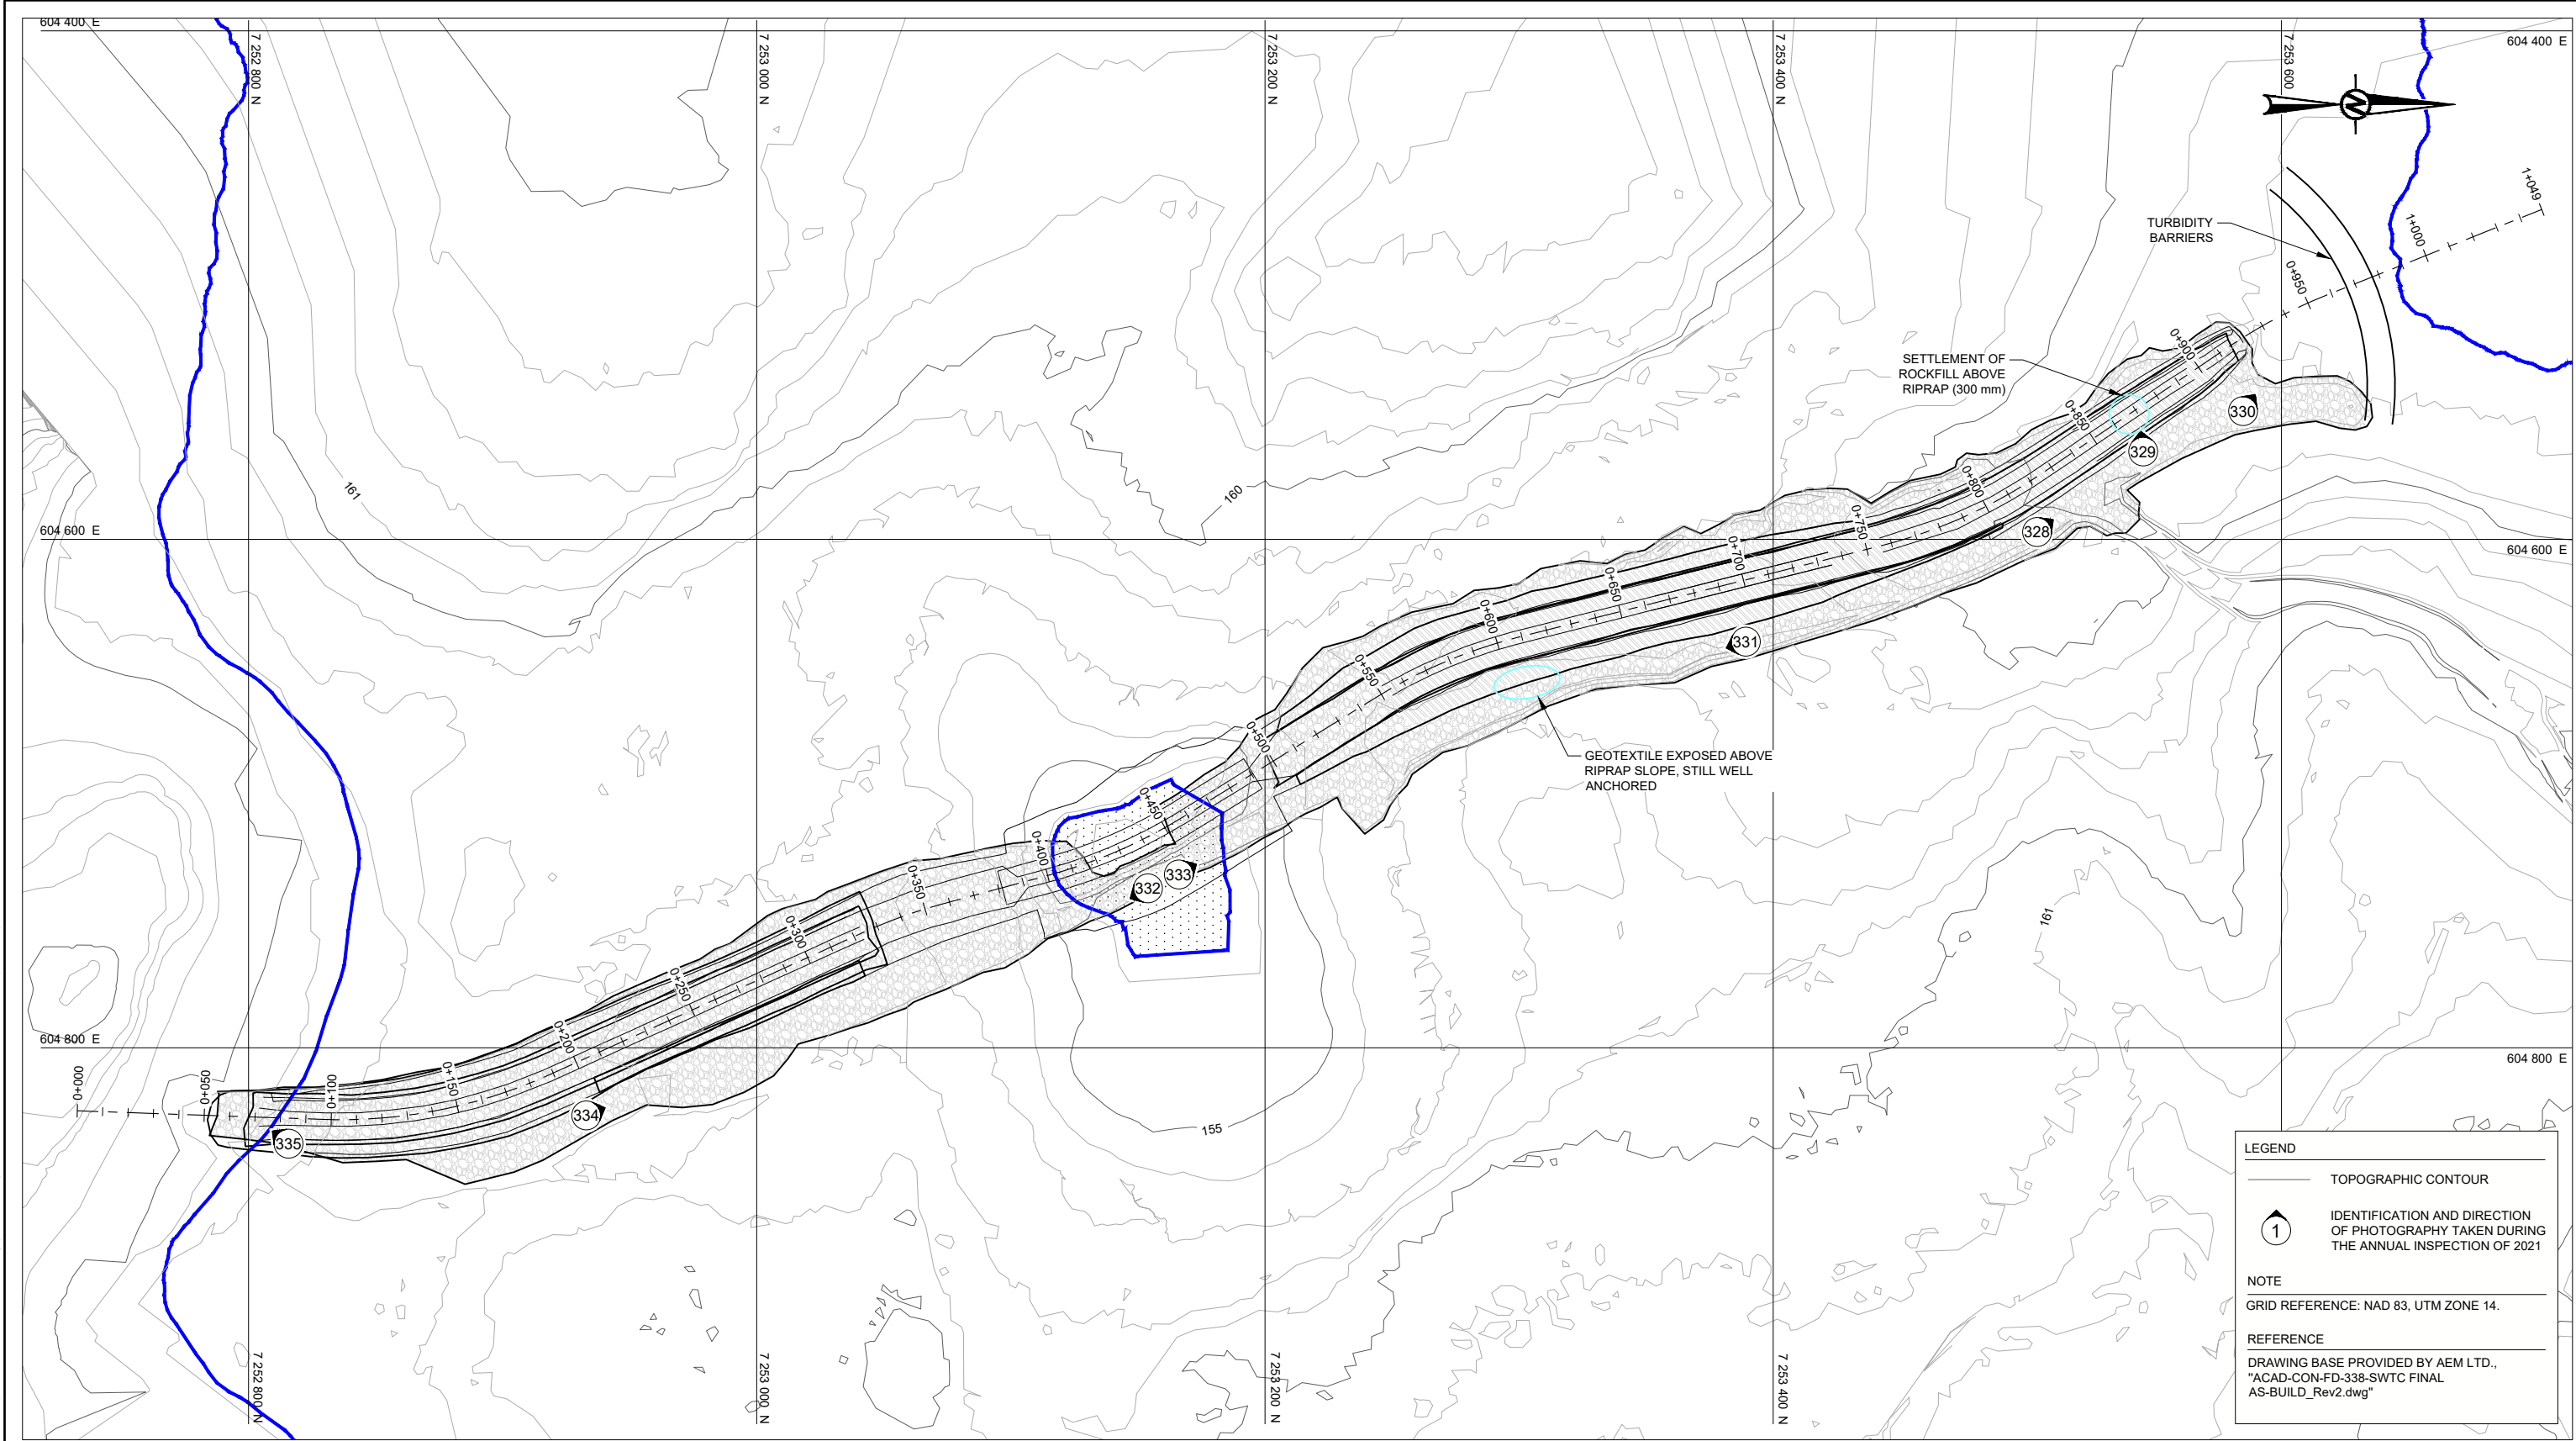 604 400 E
604 400 E
7 252 800 N
7 253 000 N
7 253 200 N
7 253 400 N
7 253 600
N
1+049
1+000
0+950
TURBIDITY
BARRIERS
SETTLEMENT OF
ROCKFILL ABOVE
RIPRAP (300 mm)
0+900
0+850
0+800
0+750
0+700
0+650
0+600
0+550
0+500
0+450
0+400
0+350
0+300
0+250
0+200
0+150
0+100
0+050
0+000
330
329
328
331
332
333
334
335
161
160
604 600 E
604 600 E
GEOTEXTILE EXPOSED ABOVE
RIPRAP SLOPE, STILL WELL
ANCHORED
161
155
604 800 E
604 800 E
7 252 800 N
7 253 000 N
7 253 200 N
7 253 400 N
LEGEND
TOPOGRAPHIC CONTOUR
1
IDENTIFICATION AND DIRECTION
OF PHOTOGRAPHY TAKEN DURING
THE ANNUAL INSPECTION OF 2021
NOTE
GRID REFERENCE: NAD 83, UTM ZONE 14.
REFERENCE
DRAWING BASE PROVIDED BY AEM LTD.,
"ACAD-CON-FD-338-SWTC FINAL
AS-BUILD_Rev2.dwg"